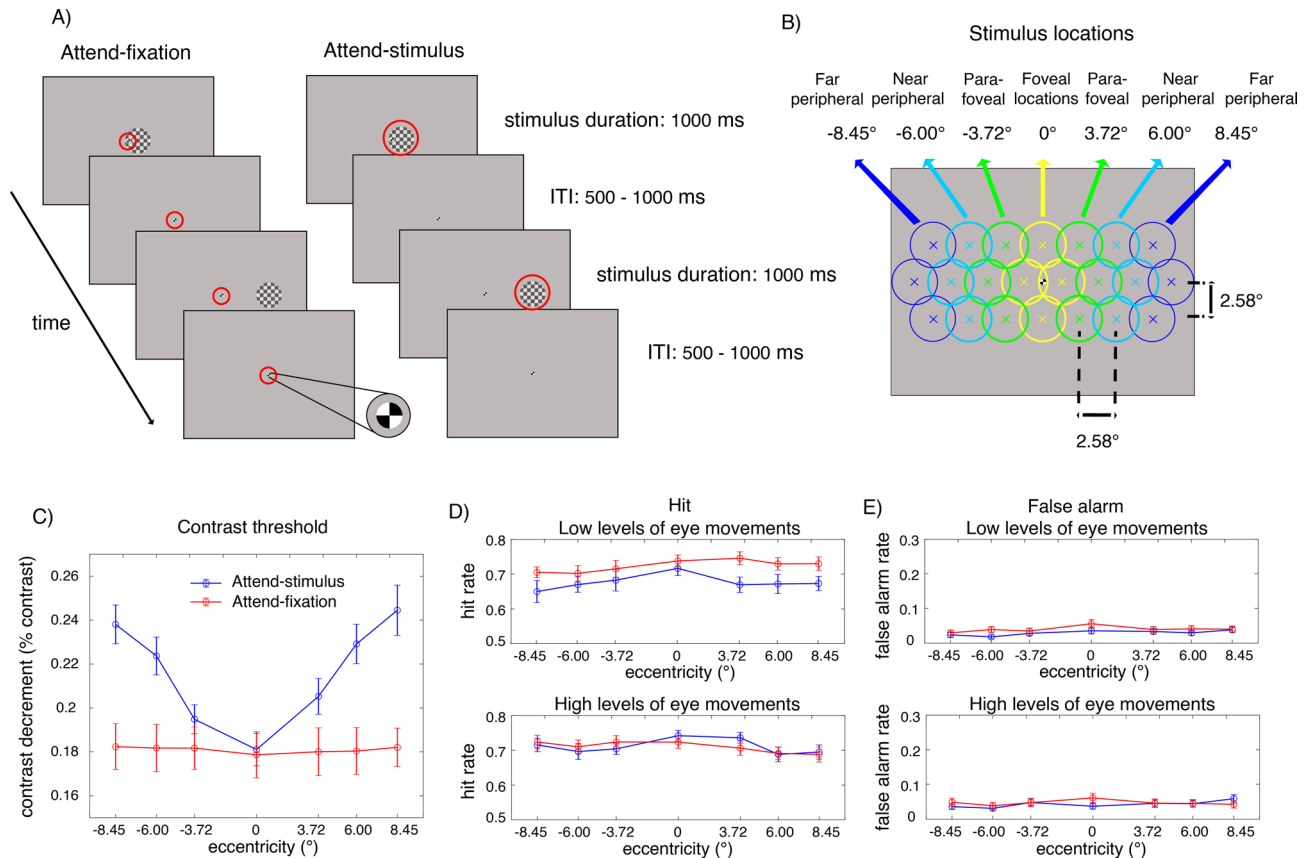 A)
Attend-fixation
Attend-stimulus
stimulus duration: 1000 ms
ITI: 500 - 1000 ms
stimulus duration: 1000 ms
ITI: 500 - 1000 ms
time
B)
Stimulus locations
Far peripheral
Near peripheral
Para-foveal
Foveal locations
Para-foveal
Near peripheral
Far peripheral
-8.45° -6.00° -3.72° 0° 3.72° 6.00° 8.45°
2.58°
2.58°
C)
Contrast threshold
contrast decrement (% contrast)
0.26
0.24
0.22
0.2
0.18
0.16
Attend-stimulus
Attend-fixation
-8.45 -6.00 -3.72 0 3.72 6.00 8.45
eccentricity (°)
D)
Hit
Low levels of eye movements
hit rate
0.8
0.7
0.6
0.5
-8.45 -6.00 -3.72 0 3.72 6.00 8.45
eccentricity (°)
High levels of eye movements
hit rate
0.8
0.7
0.6
0.5
-8.45 -6.00 -3.72 0 3.72 6.00 8.45
eccentricity (°)
E)
False alarm
Low levels of eye movements
false alarm rate
0.3
0.2
0.1
0
-8.45 -6.00 -3.72 0 3.72 6.00 8.45
eccentricity (°)
High levels of eye movements
false alarm rate
0.3
0.2
0.1
0
-8.45 -6.00 -3.72 0 3.72 6.00 8.45
eccentricity (°)